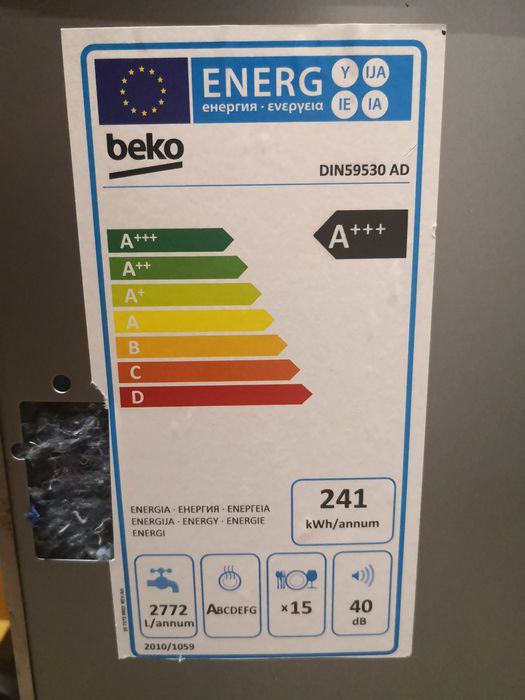 ENERG Y IJA
енергия · ενεργεια IE IA
beko
DIN59530 AD
A+++
A+++
A++
A+
A
B
C
D
ENERGIA · ЕНЕРГИЯ · ΕΝΕΡΓΕΙΑ
ENERGIJA · ENERGY · ENERGIE
ENERGI
241
kWh/annum
2772
L/annum
ABCDEFG
x15
40
dB
2010/1059